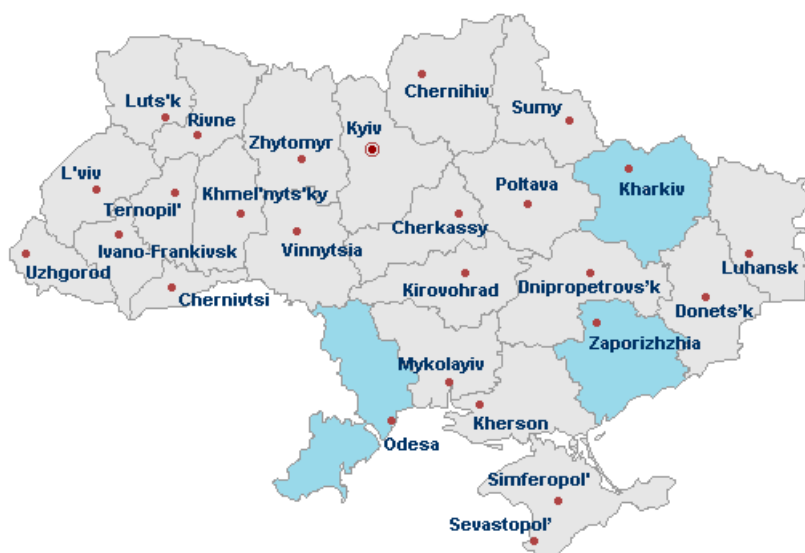 Chernihiv
Luts'k
Sumy
Rivne
Kyiv
Zhytomyr
L'viv
Kharkiv
Poltava
Khmel'nyts'ky
Ternopil'
Cherkassy
Ivano-Frankivsk
Vinnytsia
Luhansk
Uzhgorod
Kirovohrad
Dnipropetrovs'k
Chernivtsi
Donets'k
Zaporizhzhia
Mykolayiv
Kherson
Odesa
Simferopol'
Sevastopol'